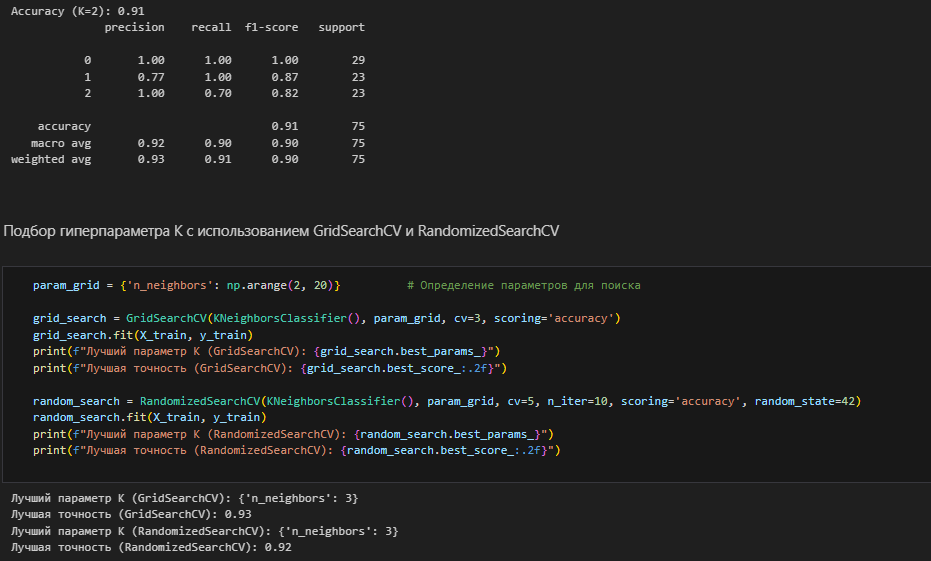 Accuracy (K=2): 0.91
precision recall f1-score support
0 1.00 1.00 1.00 29
1 0.77 1.00 0.87 23
2 1.00 0.70 0.82 23
accuracy 0.91 75
macro avg 0.92 0.90 0.90 75
weighted avg 0.93 0.91 0.90 75
Подбор гиперпараметра K с использованием GridSearchCV и RandomizedSearchCV
param_grid = {'n_neighbors': np.arange(2, 20)} # Определение параметров для поиска
grid_search = GridSearchCV(KNeighborsClassifier(), param_grid, cv=3, scoring='accuracy')
grid_search.fit(X_train, y_train)
print(f"Лучший параметр K (GridSearchCV): {grid_search.best_params_}")
print(f"Лучшая точность (GridSearchCV): {grid_search.best_score_:.2f}")
random_search = RandomizedSearchCV(KNeighborsClassifier(), param_grid, cv=5, n_iter=10, scoring='accuracy', random_state=42)
random_search.fit(X_train, y_train)
print(f"Лучший параметр K (RandomizedSearchCV): {random_search.best_params_}")
print(f"Лучшая точность (RandomizedSearchCV): {random_search.best_score_:.2f}")
Лучший параметр K (GridSearchCV): {'n_neighbors': 3}
Лучшая точность (GridSearchCV): 0.93
Лучший параметр K (RandomizedSearchCV): {'n_neighbors': 3}
Лучшая точность (RandomizedSearchCV): 0.92